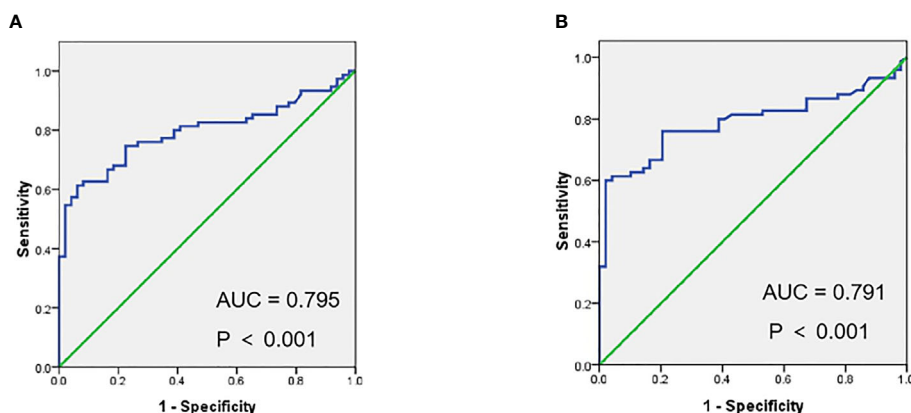 A
1.0
0.8
0.6
0.4
0.2
0.0
Sensitivity
AUC = 0.795
P < 0.001
0.0 0.2 0.4 0.6 0.8 1.0
1 - Specificity
B
1.0
0.8
0.6
0.4
0.2
0.0
Sensitivity
AUC = 0.791
P < 0.001
0.0 0.2 0.4 0.6 0.8 1.0
1 - Specificity